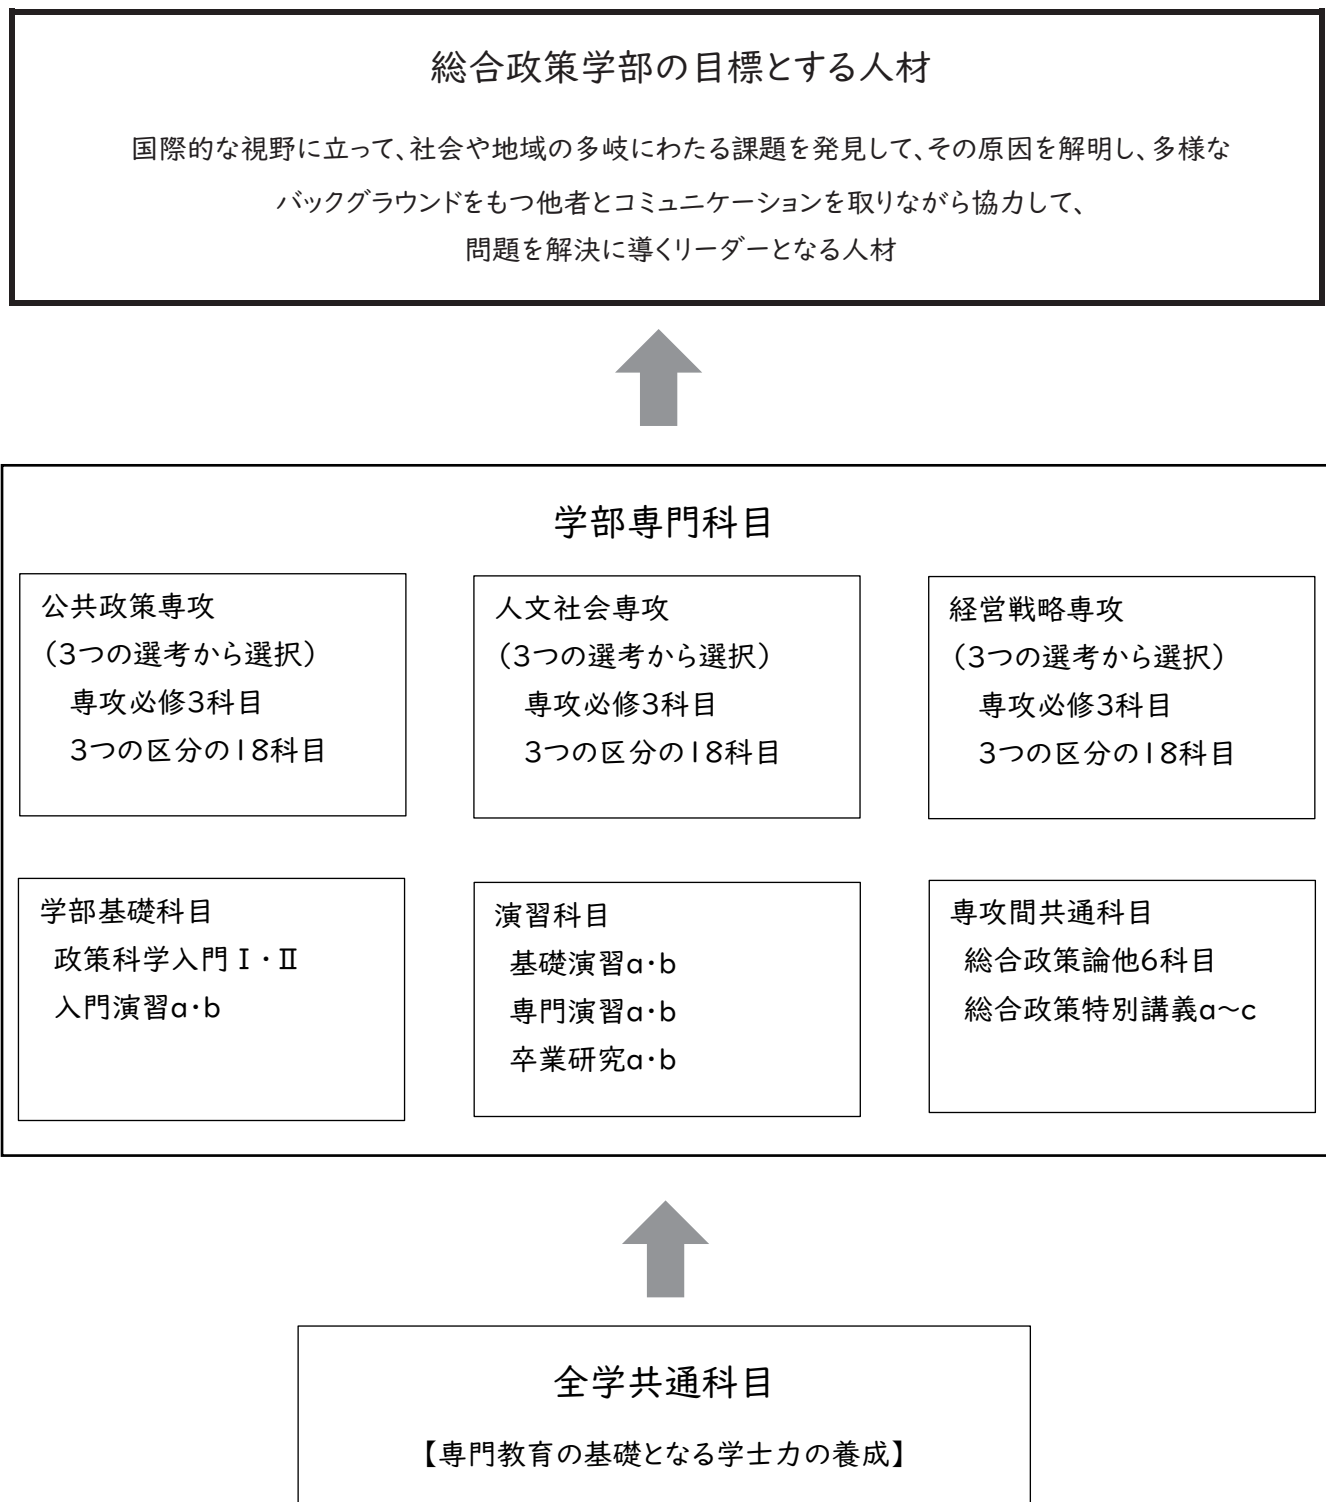 総合政策学部の目標とする人材
国際的な視野に立って、社会や地域の多岐にわたる課題を発見して、その原因を解明し、多様な
バックグラウンドをもつ他者とコミュニケーションを取りながら協力して、
問題を解決に導くリーダーとなる人材
学部専門科目
公共政策専攻
（3つの選考から選択）
専攻必修3科目
3つの区分の18科目
人文社会専攻
（3つの選考から選択）
専攻必修3科目
3つの区分の18科目
経営戦略専攻
（3つの選考から選択）
専攻必修3科目
3つの区分の18科目
学部基礎科目
政策科学入門Ⅰ・Ⅱ
入門演習a・b
演習科目
基礎演習a・b
専門演習a・b
卒業研究a・b
専攻間共通科目
総合政策論他6科目
総合政策特別講義a～c
全学共通科目
【専門教育の基礎となる学士力の養成】